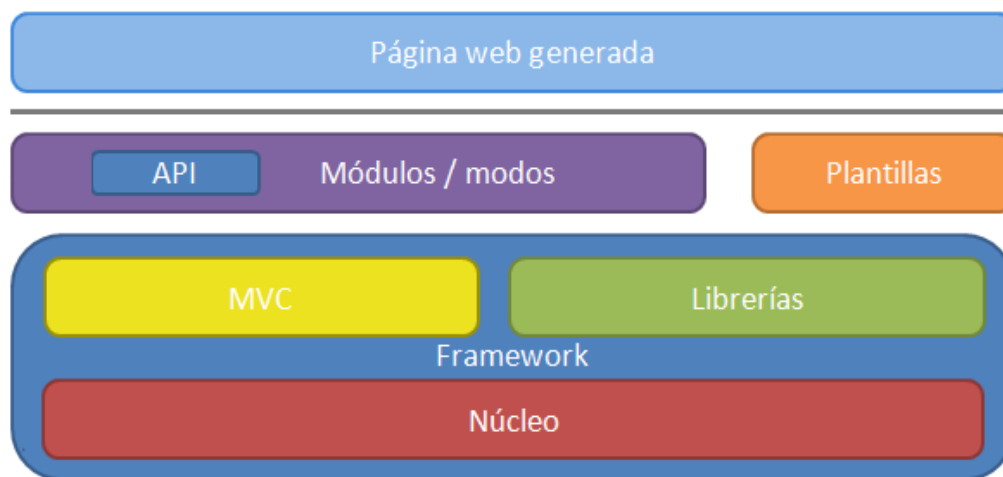 Página web generada
API
Módulos / modos
Plantillas
MVC
Librerías
Framework
Núcleo